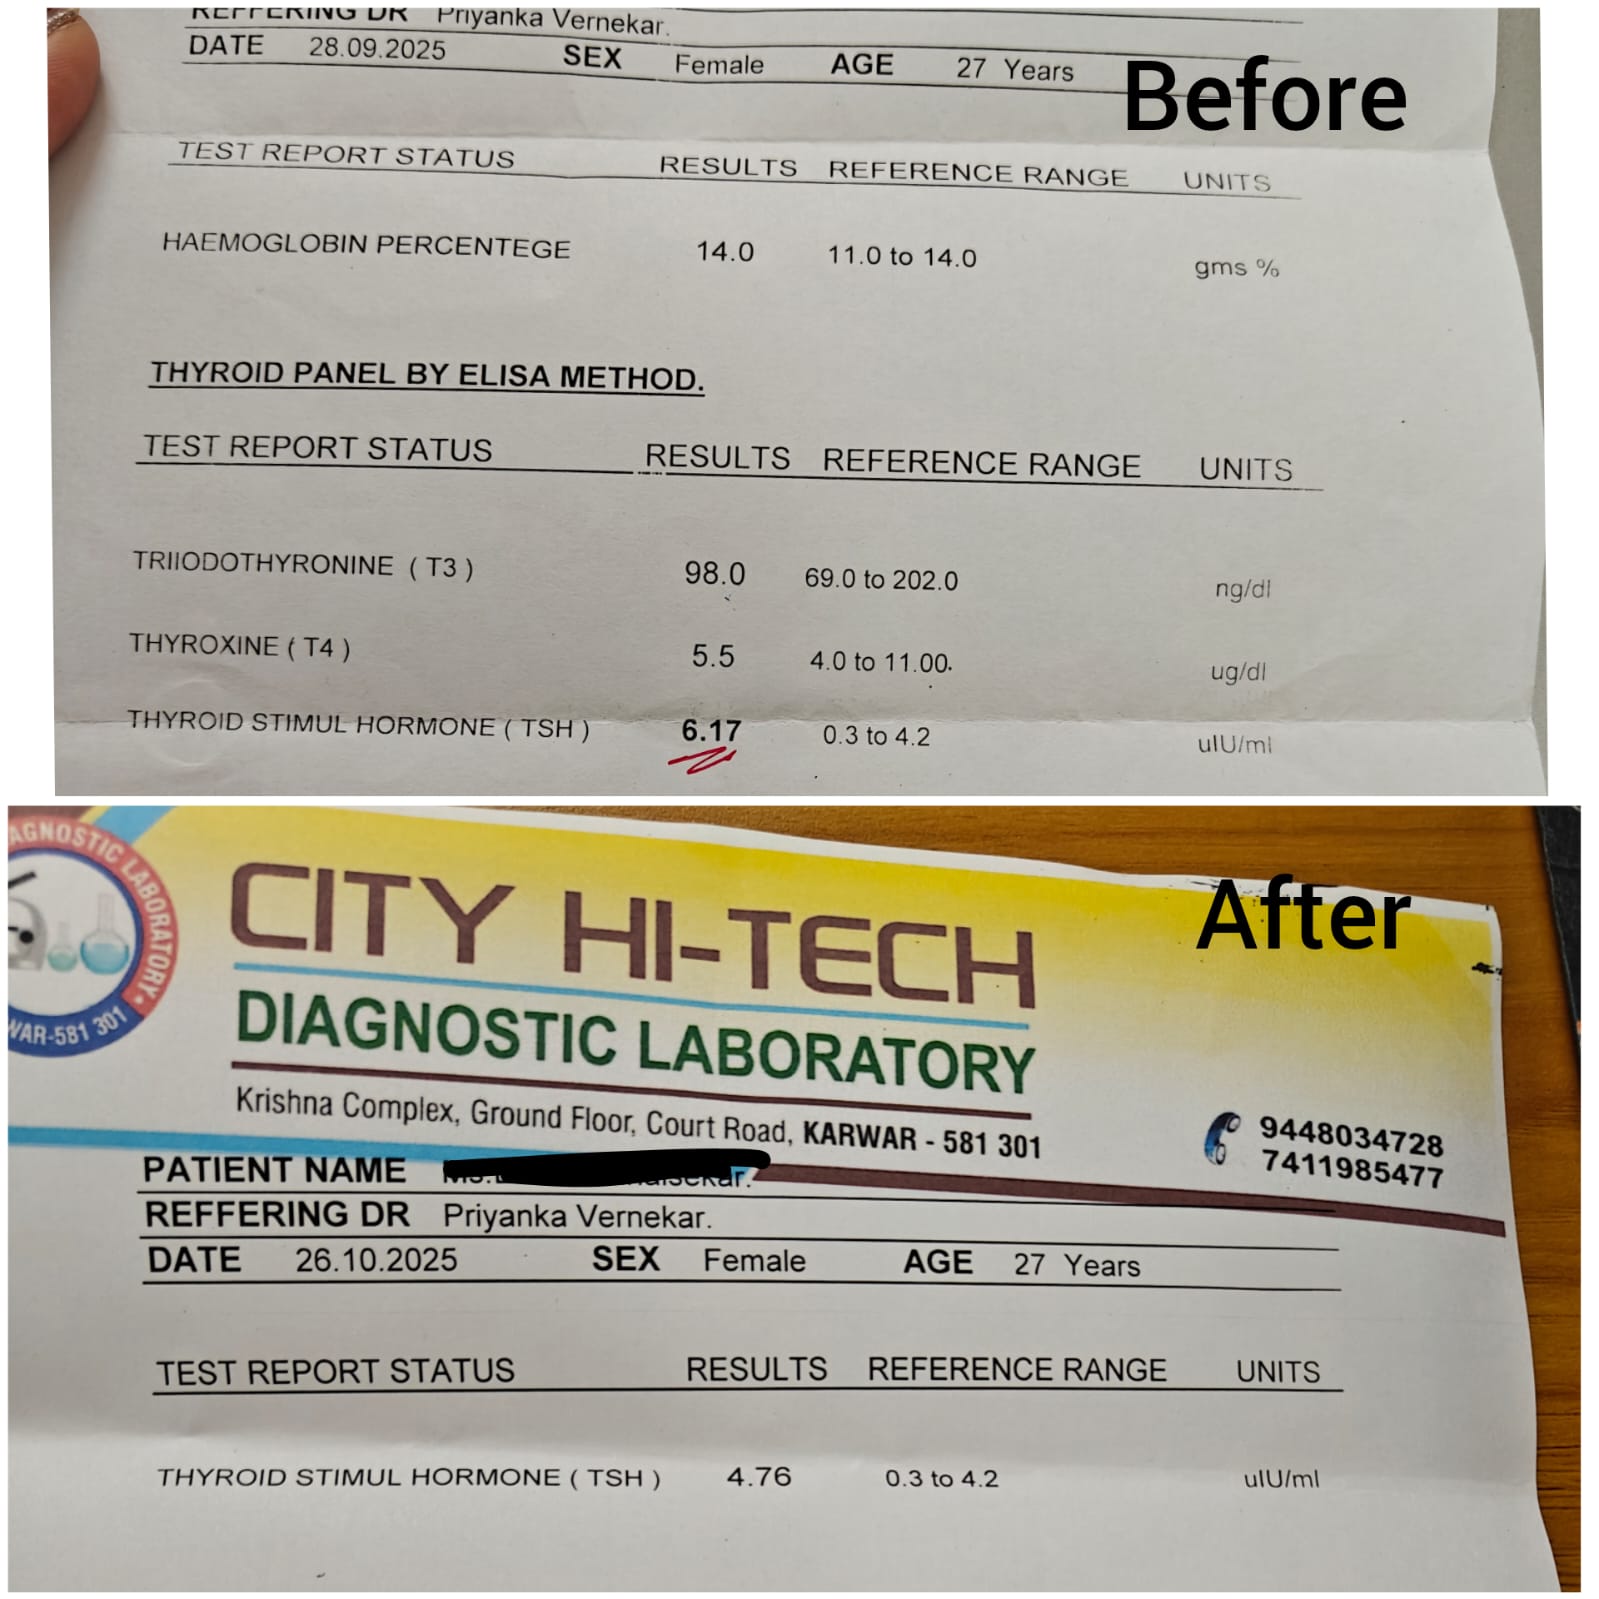 REFFERING DR Priyanka Vernekar.
DATE 28.09.2025 SEX Female AGE 27 Years
Before
TEST REPORT STATUS RESULTS REFERENCE RANGE UNITS
HAEMOGLOBIN PERCENTEGE 14.0 11.0 to 14.0 gms %
THYROID PANEL BY ELISA METHOD.
TEST REPORT STATUS RESULTS REFERENCE RANGE UNITS
TRIIODOTHYRONINE ( T3 ) 98.0 69.0 to 202.0 ng/dl
THYROXINE ( T4 ) 5.5 4.0 to 11.00. ug/dl
THYROID STIMUL HORMONE ( TSH ) 6.17 0.3 to 4.2 uIU/ml
After
AGNOSTIC LABORATORY
WAR-581 301
CITY HI-TECH
DIAGNOSTIC LABORATORY
Krishna Complex, Ground Floor, Court Road, KARWAR - 581 301
9448034728
7411985477
PATIENT NAME
REFFERING DR Priyanka Vernekar.
DATE 26.10.2025 SEX Female AGE 27 Years
TEST REPORT STATUS RESULTS REFERENCE RANGE UNITS
THYROID STIMUL HORMONE ( TSH ) 4.76 0.3 to 4.2 uIU/ml